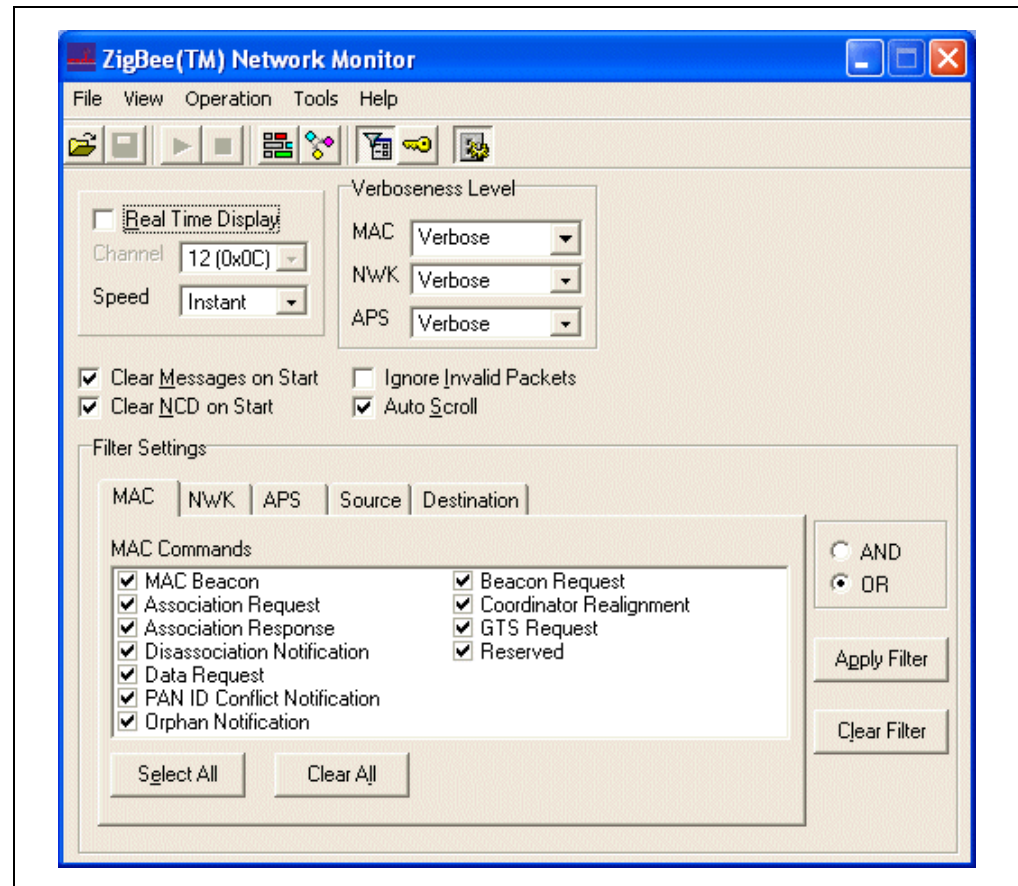 ZigBee(TM) Network Monitor
File View Operation Tools Help
Real Time Display
Channel 12 (0x0C)
Speed Instant
Verboseness Level
MAC Verbose
NWK Verbose
APS Verbose
Clear Messages on Start Ignore Invalid Packets
Clear NCD on Start Auto Scroll
Filter Settings
MAC NWK APS Source Destination
MAC Commands
MAC Beacon
Association Request
Association Response
Disassociation Notification
Data Request
PAN ID Conflict Notification
Orphan Notification
Beacon Request
Coordinator Realignment
GTS Request
Reserved
Select All Clear All
AND
OR
Apply Filter
Clear Filter